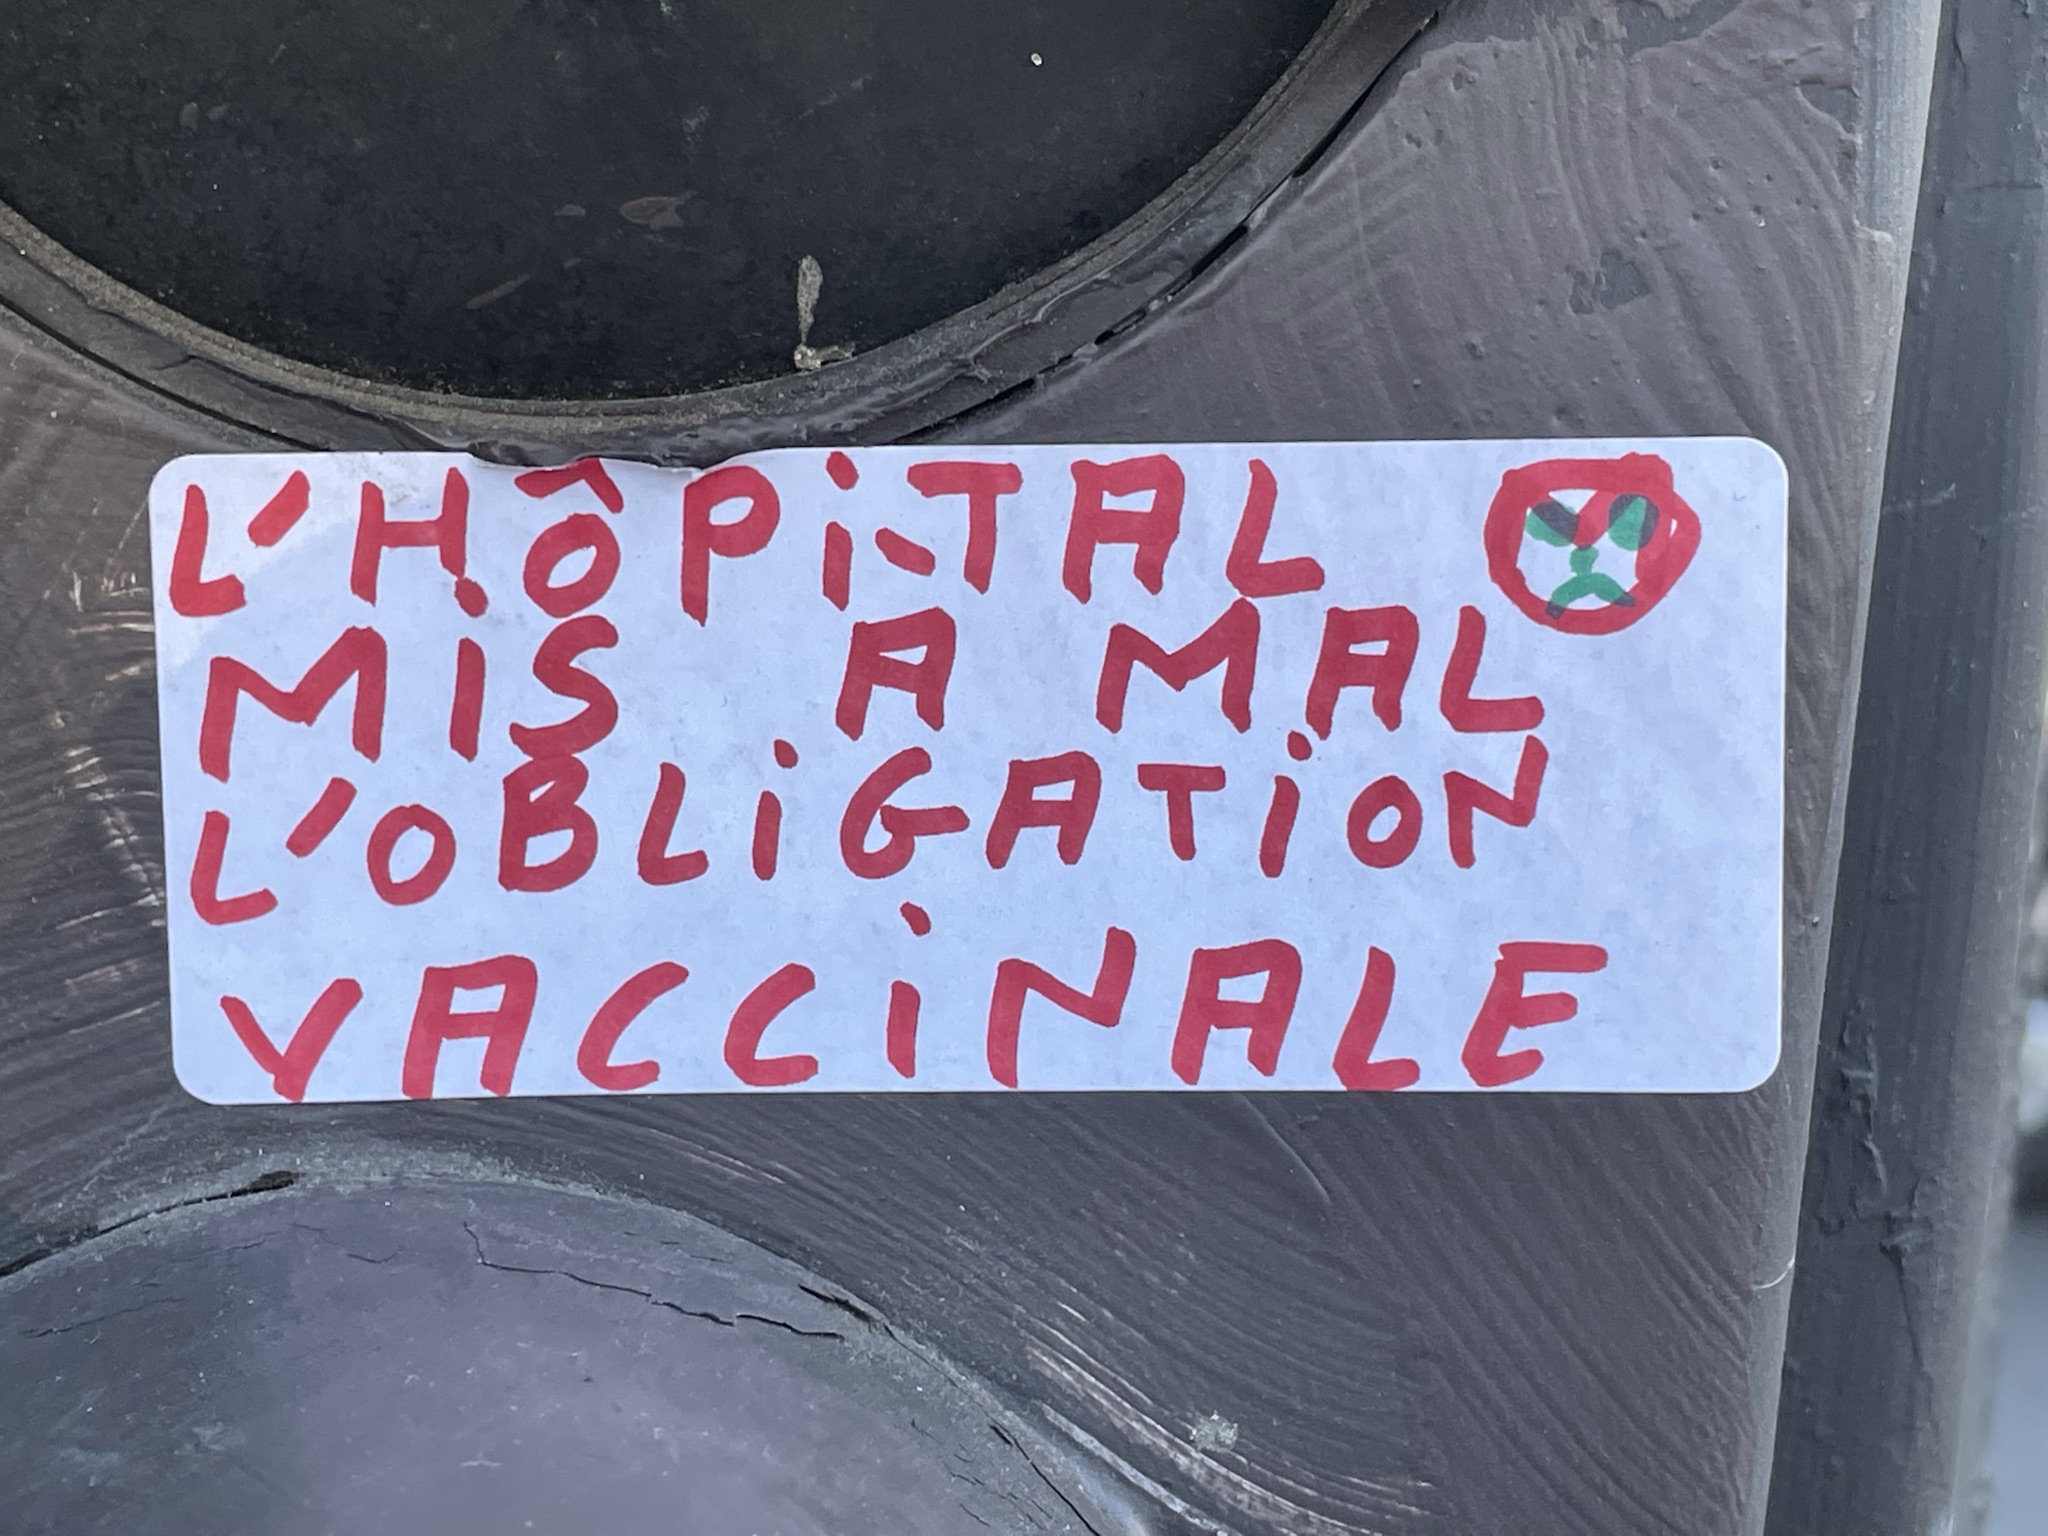 L'HÔPiTAL
MiS A MAL
L'OBLiGATiON
VACCiNALE